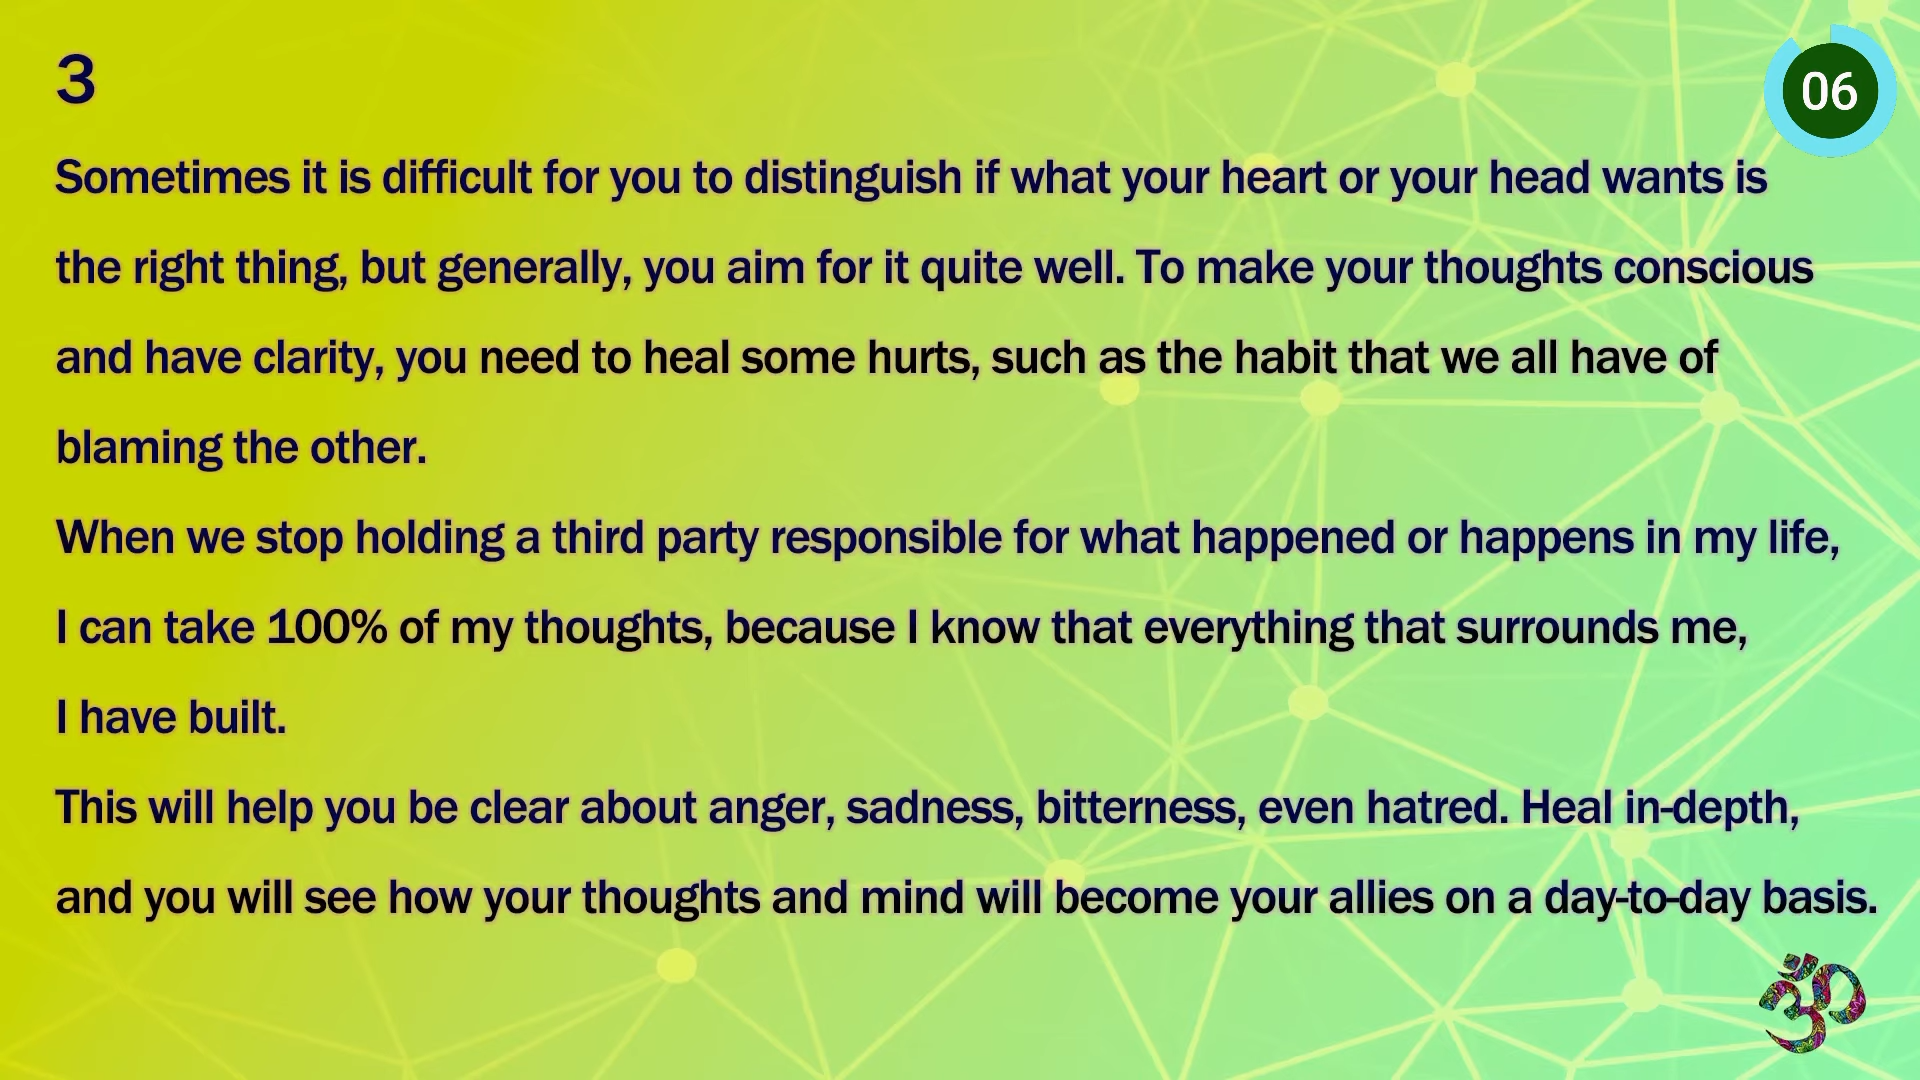 3
06
Sometimes it is difficult for you to distinguish if what your heart or your head wants is
the right thing, but generally, you aim for it quite well. To make your thoughts conscious
and have clarity, you need to heal some hurts, such as the habit that we all have of
blaming the other.
When we stop holding a third party responsible for what happened or happens in my life,
I can take 100% of my thoughts, because I know that everything that surrounds me,
I have built.
This will help you be clear about anger, sadness, bitterness, even hatred. Heal in-depth,
and you will see how your thoughts and mind will become your allies on a day-to-day basis.
ॐ